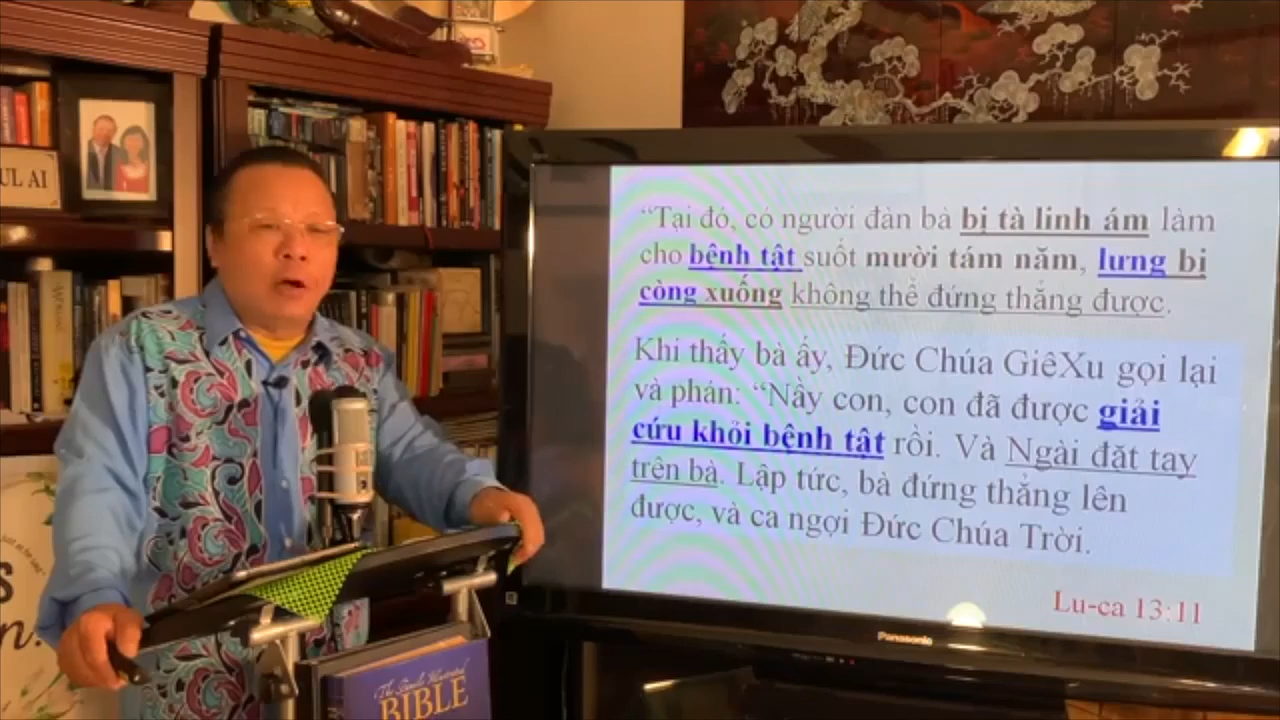 UL AI
"Tại đó, có người đàn bà bị tà linh ám làm
cho bệnh tật suốt mười tám năm, lưng bị
còng xuống không thể đứng thẳng được.
Khi thấy bà ấy, Đức Chúa GiêXu gọi lại
và phán: "Nầy con, con đã được giải
cứu khỏi bệnh tật rồi. Và Ngài đặt tay
trên bà. Lập tức, bà đứng thẳng lên
được, và ca ngợi Đức Chúa Trời.
Lu-ca 13:11
Panasonic
BIBLE